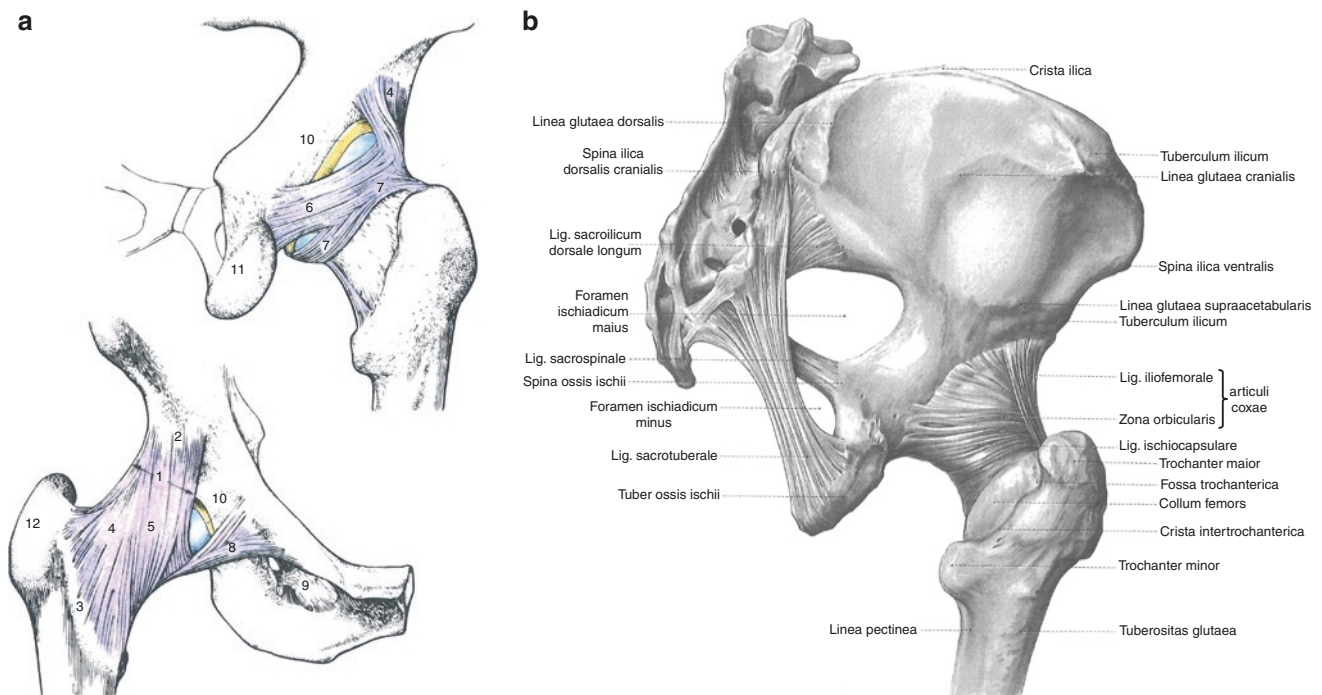 a
4
10
7
6
7
11
2
1
10
12
4
5
8
9
3
b
Crista ilica
Linea glutaea dorsalis
Spina ilica
dorsalis cranialis
Tuberculum ilicum
Linea glutaea cranialis
Lig. sacroilicum
dorsale longum
Spina ilica ventralis
Foramen
ischiadicum
maius
Linea glutaea supraacetabularis
Tuberculum ilicum
Lig. sacrospinale
Spina ossis ischii
Lig. iliofemorale
articuli
coxae
Foramen ischiadicum
minus
Zona orbicularis
Lig. ischiocapsulare
Lig. sacrotuberale
Trochanter maior
Fossa trochanterica
Tuber ossis ischii
Collum femors
Crista intertrochanterica
Trochanter minor
Linea pectinea
Tuberositas glutaea